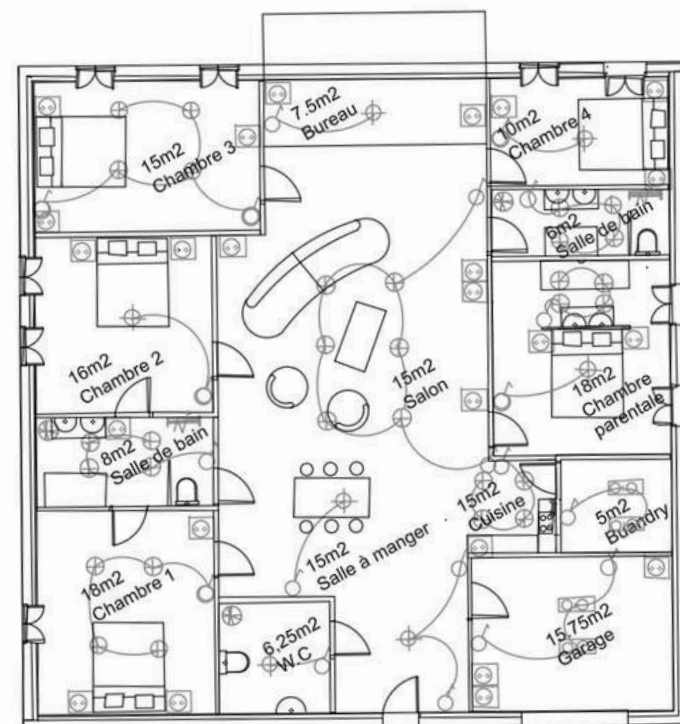 7.5m2
Bureau
15m2
Chambre 3
10m2
Chambre 4
6m2
Salle de bain
16m2
Chambre 2
15m2
Salon
18m2
Chambre
parentale
8m2
Salle de bain
15m2
Cuisine
5m2
Buandry
15m2
Salle à manger
18m2
Chambre 1
6,25m2
W.C
15.75m2
Garage